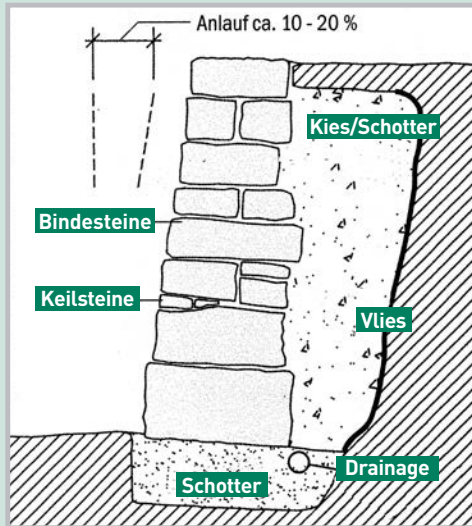 Anlauf ca. 10 - 20 %
Kies/Schotter
Bindesteine
Keilsteine
Vlies
Drainage
Schotter